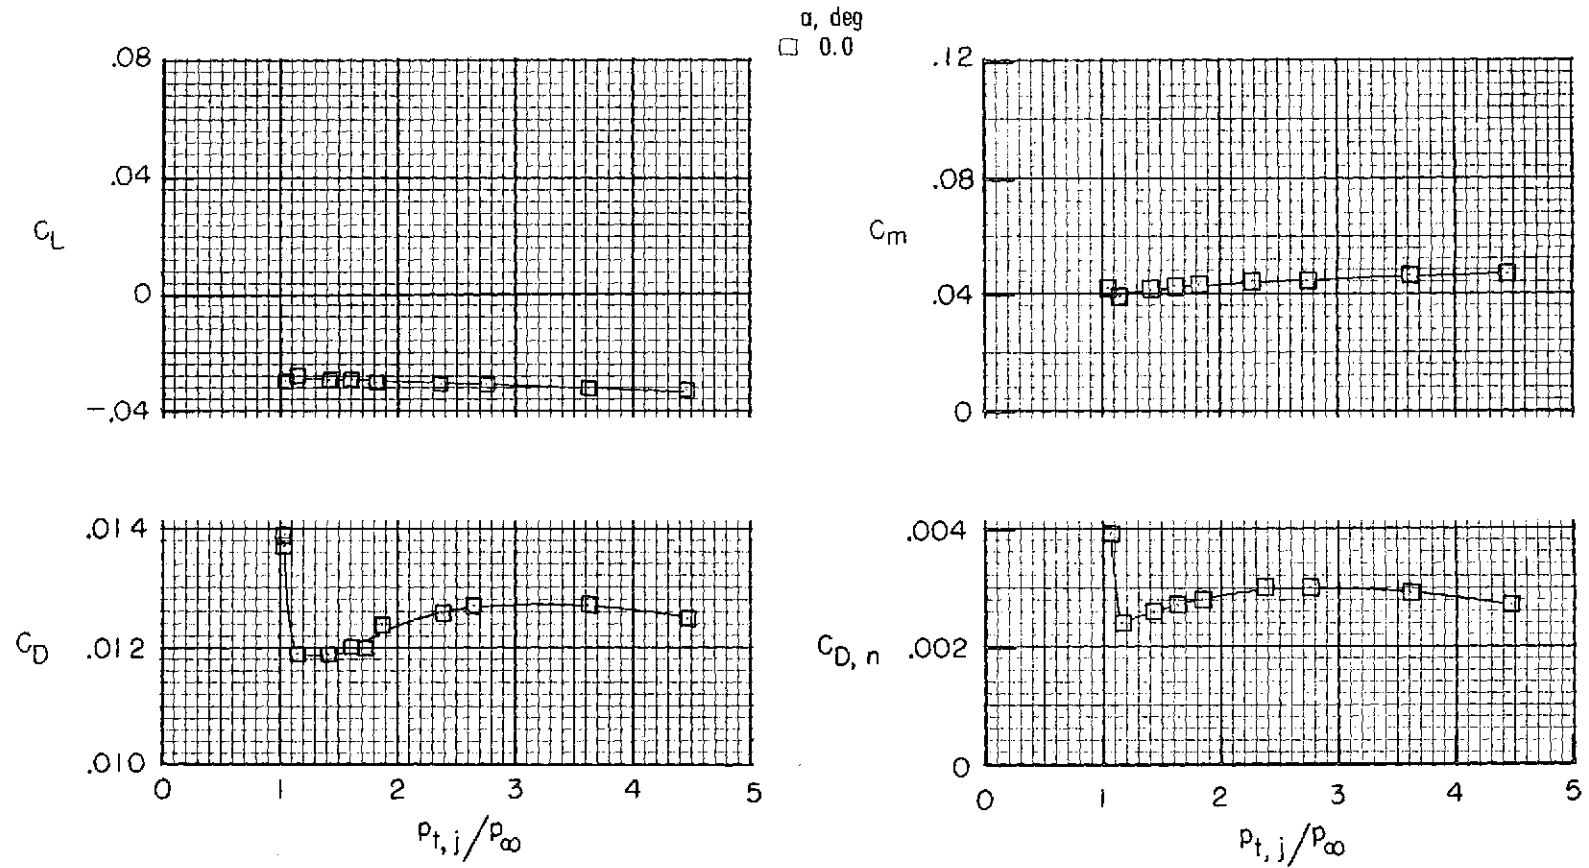 α, deg
□ 0.0
.08
.04
0
-.04
C_L
.12
.08
.04
0
C_m
.014
.012
.010
C_D
0 1 2 3 4 5
p_t,j/p_∞
.004
.002
0
C_D,n
0 1 2 3 4 5
p_t,j/p_∞